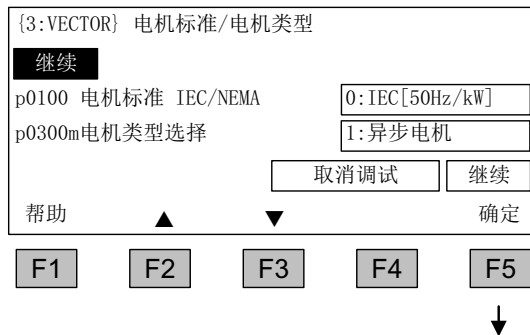 {3:VECTOR} 电机标准/电机类型
继续
p0100 电机标准 IEC/NEMA 0:IEC[50Hz/kW]
p0300m电机类型选择 1:异步电机
取消调试 继续
帮助 ▲ ▼ 确定
F1 F2 F3 F4 F5